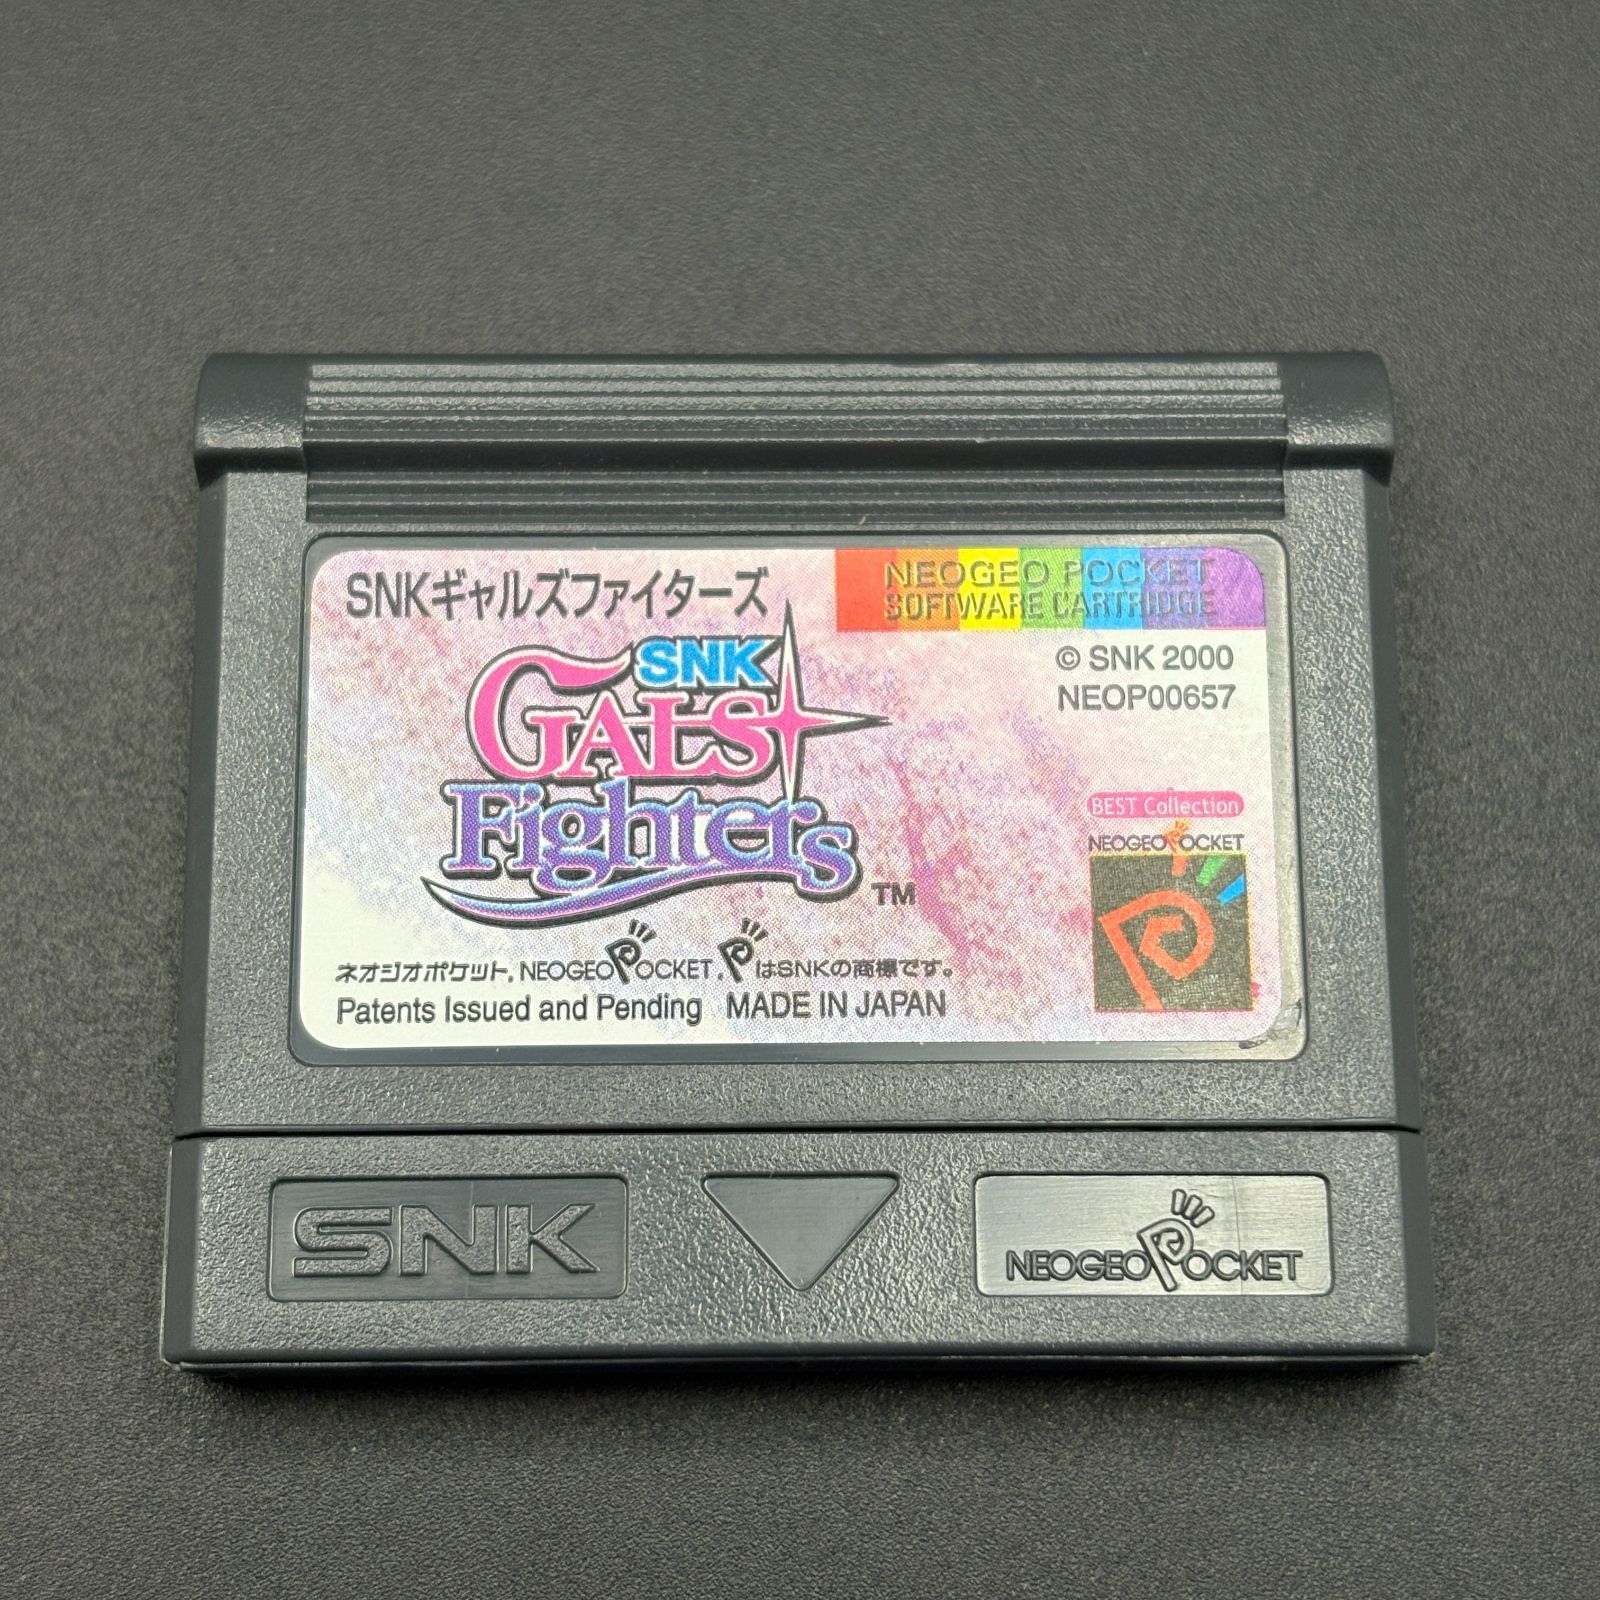 SNKギャルズファイターズ
NEOGEO POCKET
SOFTWARE CARTRIDGE
© SNK 2000
NEOP00657
SNK
GALS'
Fighters
TM
BEST Collection
NEOGEO POCKET
ネオジオポケット, NEOGEO POCKET, PはSNKの商標です。
Patents Issued and Pending MADE IN JAPAN
SNK
NEOGEO POCKET